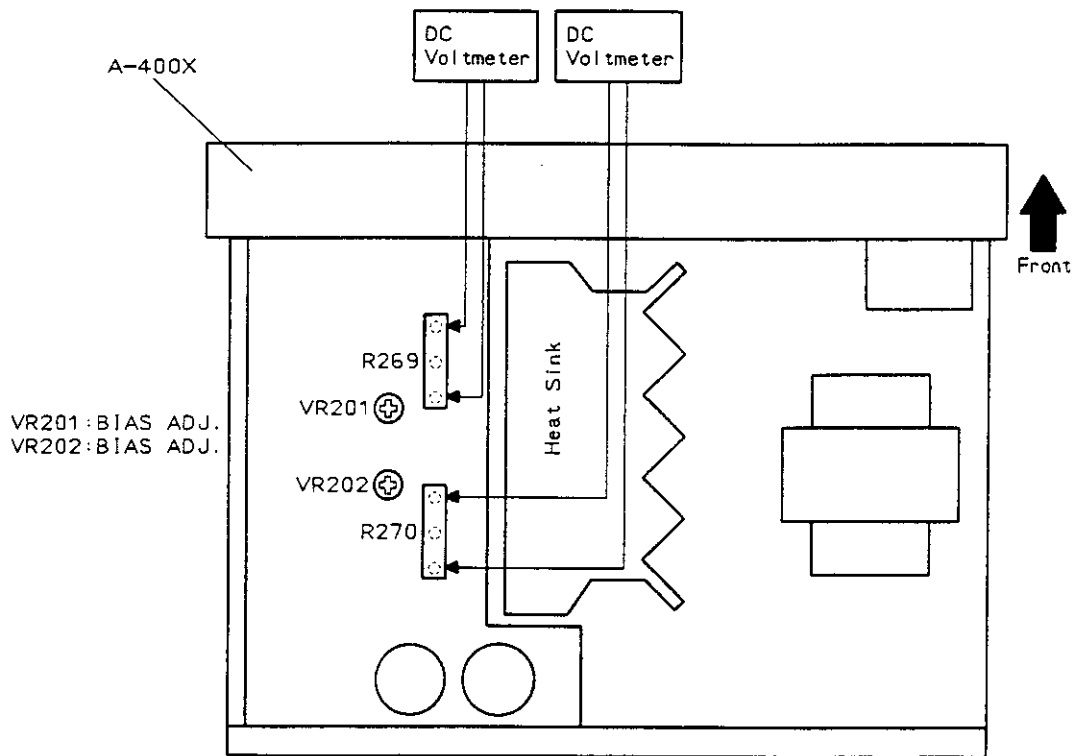 DC
Voltmeter
DC
Voltmeter
A-400X
Front
R269
VR201
Heat Sink
VR201:BIAS ADJ.
VR202:BIAS ADJ.
VR202
R270